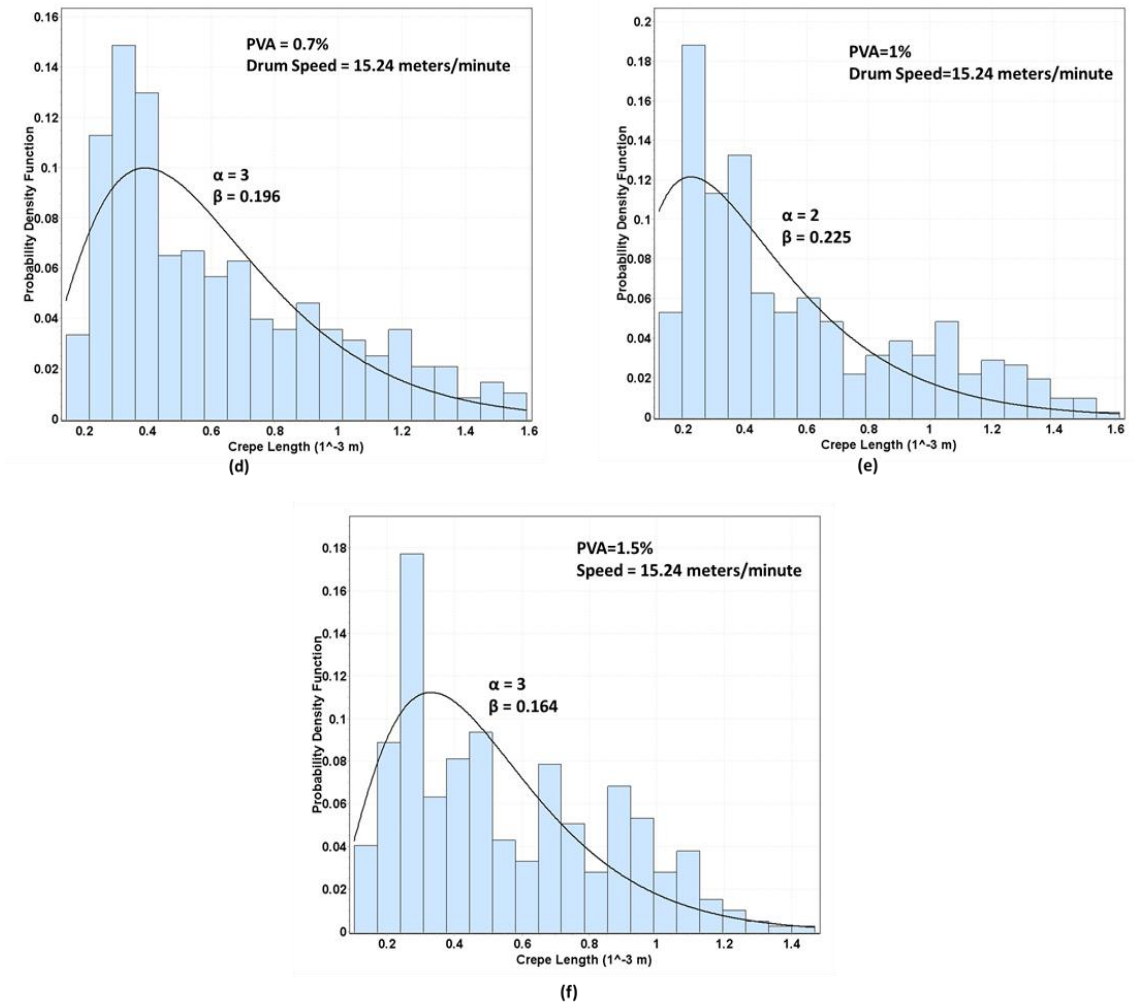 PVA = 0.7%
Drum Speed = 15.24 meters/minute
α = 3
β = 0.196
Probability Density Function
0.16
0.14
0.12
0.1
0.08
0.06
0.04
0.02
0
0.2 0.4 0.6 0.8 1 1.2 1.4 1.6
Crepe Length (1^-3 m)
(d)
PVA=1%
Drum Speed=15.24 meters/minute
α = 2
β = 0.225
Probability Density Function
0.2
0.18
0.16
0.14
0.12
0.1
0.08
0.06
0.04
0.02
0
0.2 0.4 0.6 0.8 1 1.2 1.4 1.6
Crepe Length (1^-3 m)
(e)
PVA=1.5%
Speed = 15.24 meters/minute
α = 3
β = 0.164
Probability Density Function
0.18
0.16
0.14
0.12
0.1
0.08
0.06
0.04
0.02
0
0.2 0.4 0.6 0.8 1 1.2 1.4
Crepe Length (1^-3 m)
(f)